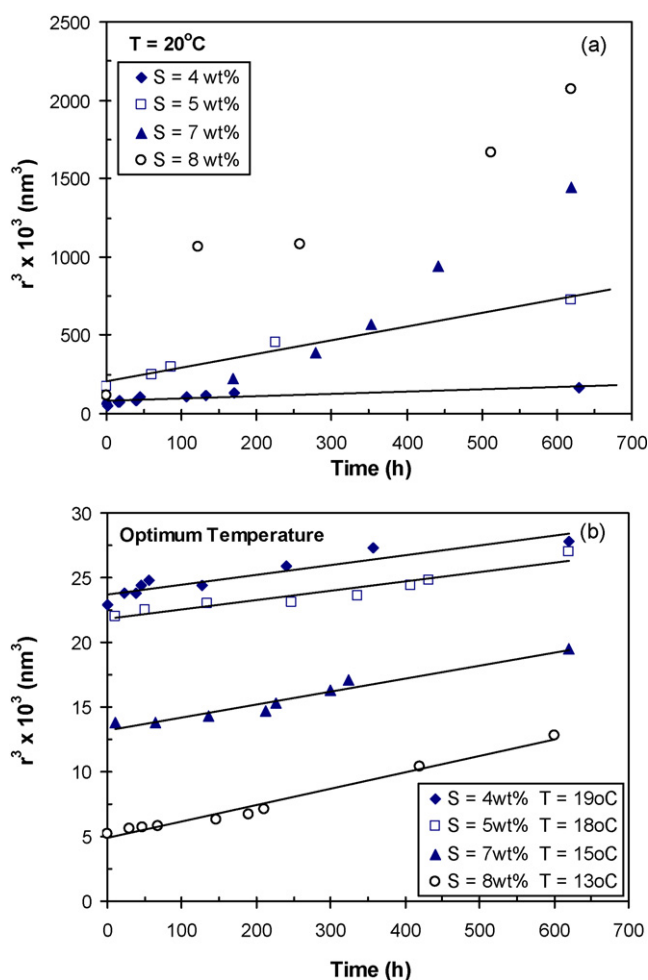 T = 20°C
(a)
S = 4 wt%
S = 5 wt%
S = 7 wt%
S = 8 wt%
2500
2000
1500
1000
500
0
r³ x 10³ (nm³)
0 100 200 300 400 500 600 700
Time (h)
Optimum Temperature
(b)
30
25
20
15
10
5
0
r³ x 10³ (nm³)
S = 4wt% T = 19oC
S = 5wt% T = 18oC
S = 7wt% T = 15oC
S = 8wt% T = 13oC
0 100 200 300 400 500 600 700
Time (h)